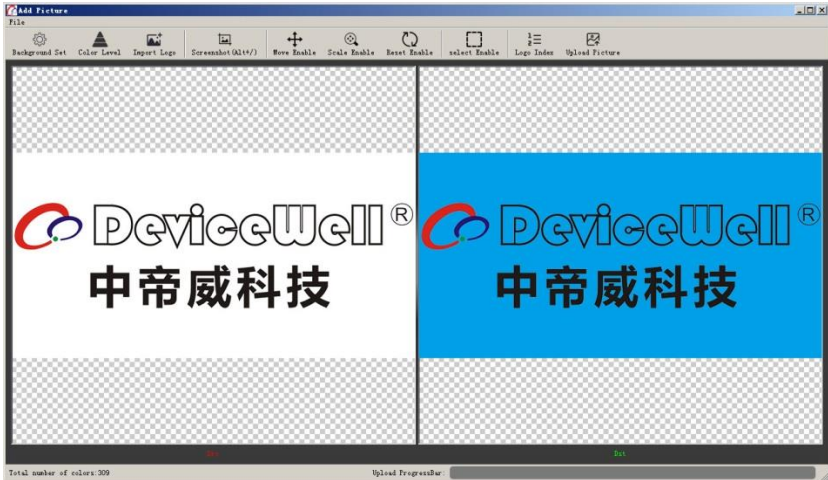 Add Picture
File
Background Set Color Level Import Logo Screenshot(Alt+/) Move Enable Scale Enable Reset Enable select Enable Logo Index Upload Picture
DeviceWell® DeviceWell®
中帝威科技 中帝威科技
Dst
Total number of colors:309 Upload ProgressBar: